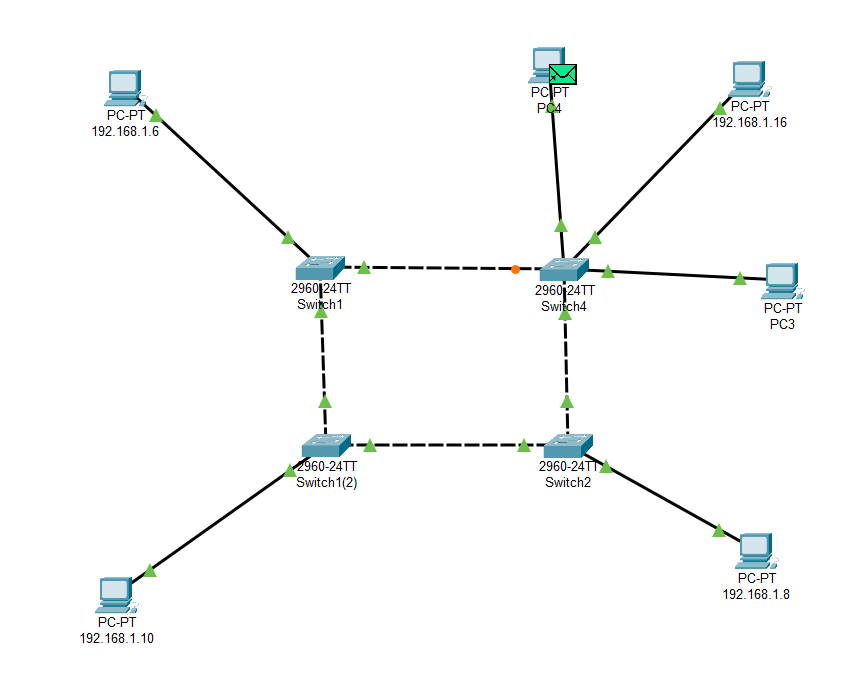 PC-PT
192.168.1.6
PC-PT
PC4
PC-PT
192.168.1.16
2960-24TT
Switch1
2960-24TT
Switch4
PC-PT
PC3
2960-24TT
Switch1(2)
2960-24TT
Switch2
PC-PT
192.168.1.10
PC-PT
192.168.1.8